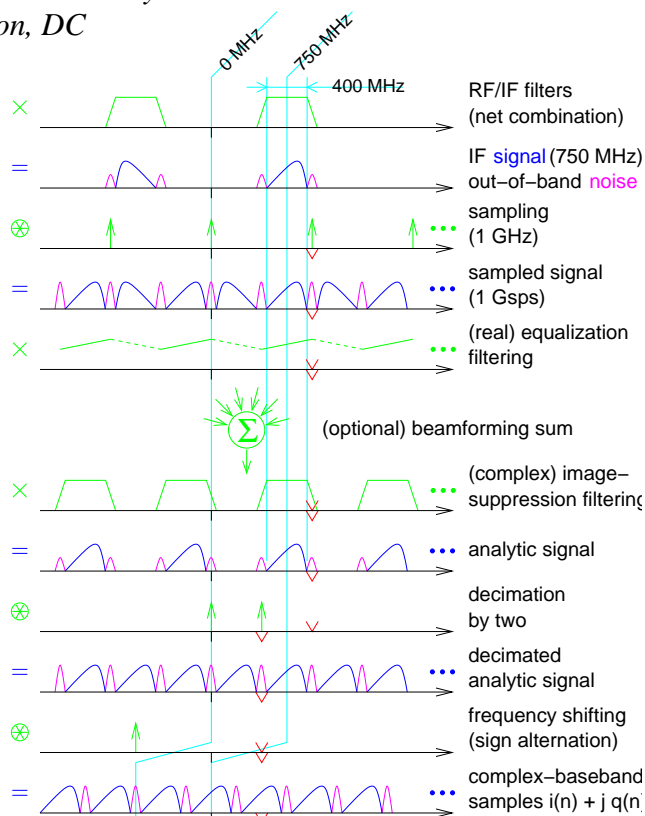 on, DC
0 MHz
750 MHz
400 MHz
RF/IF filters
(net combination)
IF signal (750 MHz)
out−of−band noise
sampling
(1 GHz)
sampled signal
(1 Gsps)
(real) equalization
filtering
Σ
(optional) beamforming sum
(complex) image−
suppression filtering
analytic signal
decimation
by two
decimated
analytic signal
frequency shifting
(sign alternation)
complex−baseband
samples i(n) + j q(n)